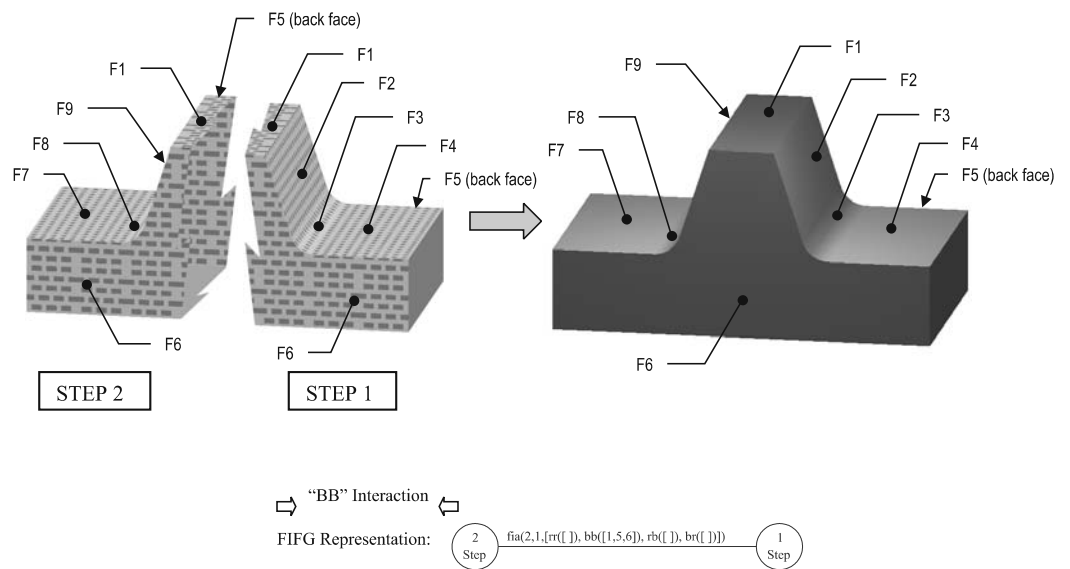 F5 (back face)
F1
F1
F9
F2
F8
F3
F7
F4
F5 (back face)
F6
F6
STEP 2
STEP 1
F1
F9
F2
F8
F3
F7
F4
F5 (back face)
F6
“BB” Interaction
FIFG Representation:
2
Step
fia(2,1,[rr([ ]), bb([1,5,6]), rb([ ]), br([ ])])
1
Step